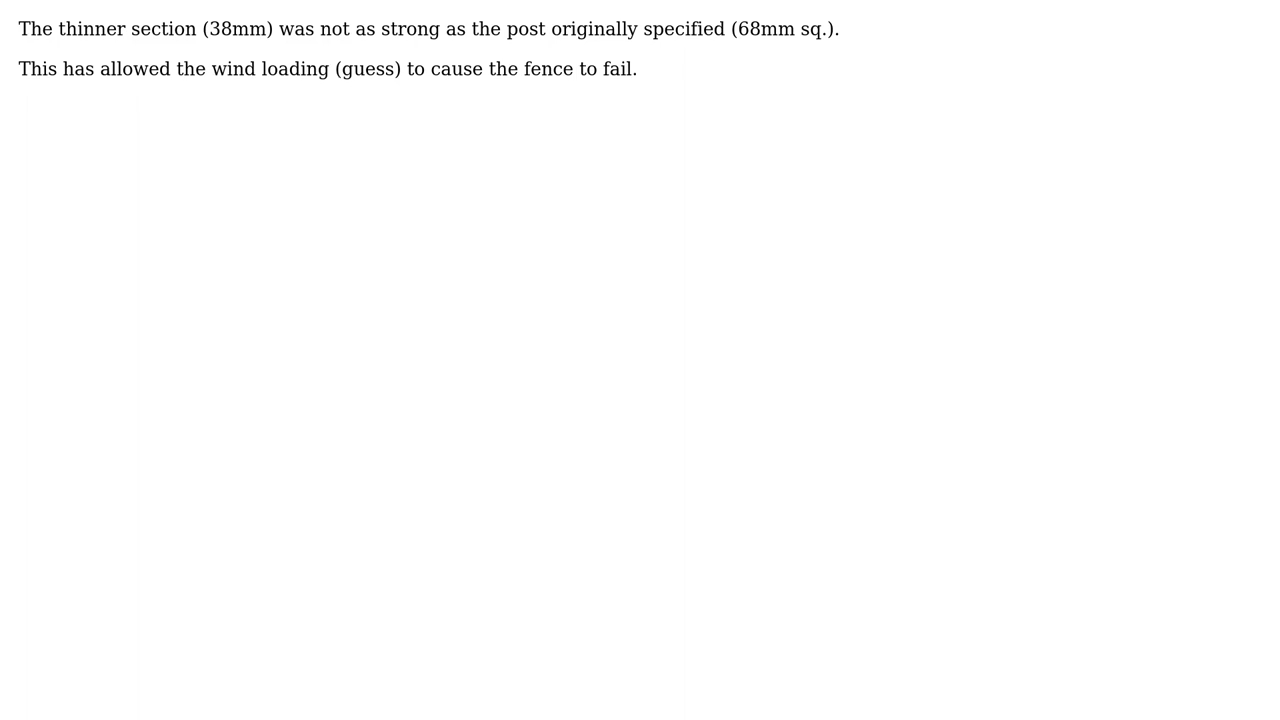 The thinner section (38mm) was not as strong as the post originally specified (68mm sq.).
This has allowed the wind loading (guess) to cause the fence to fail.